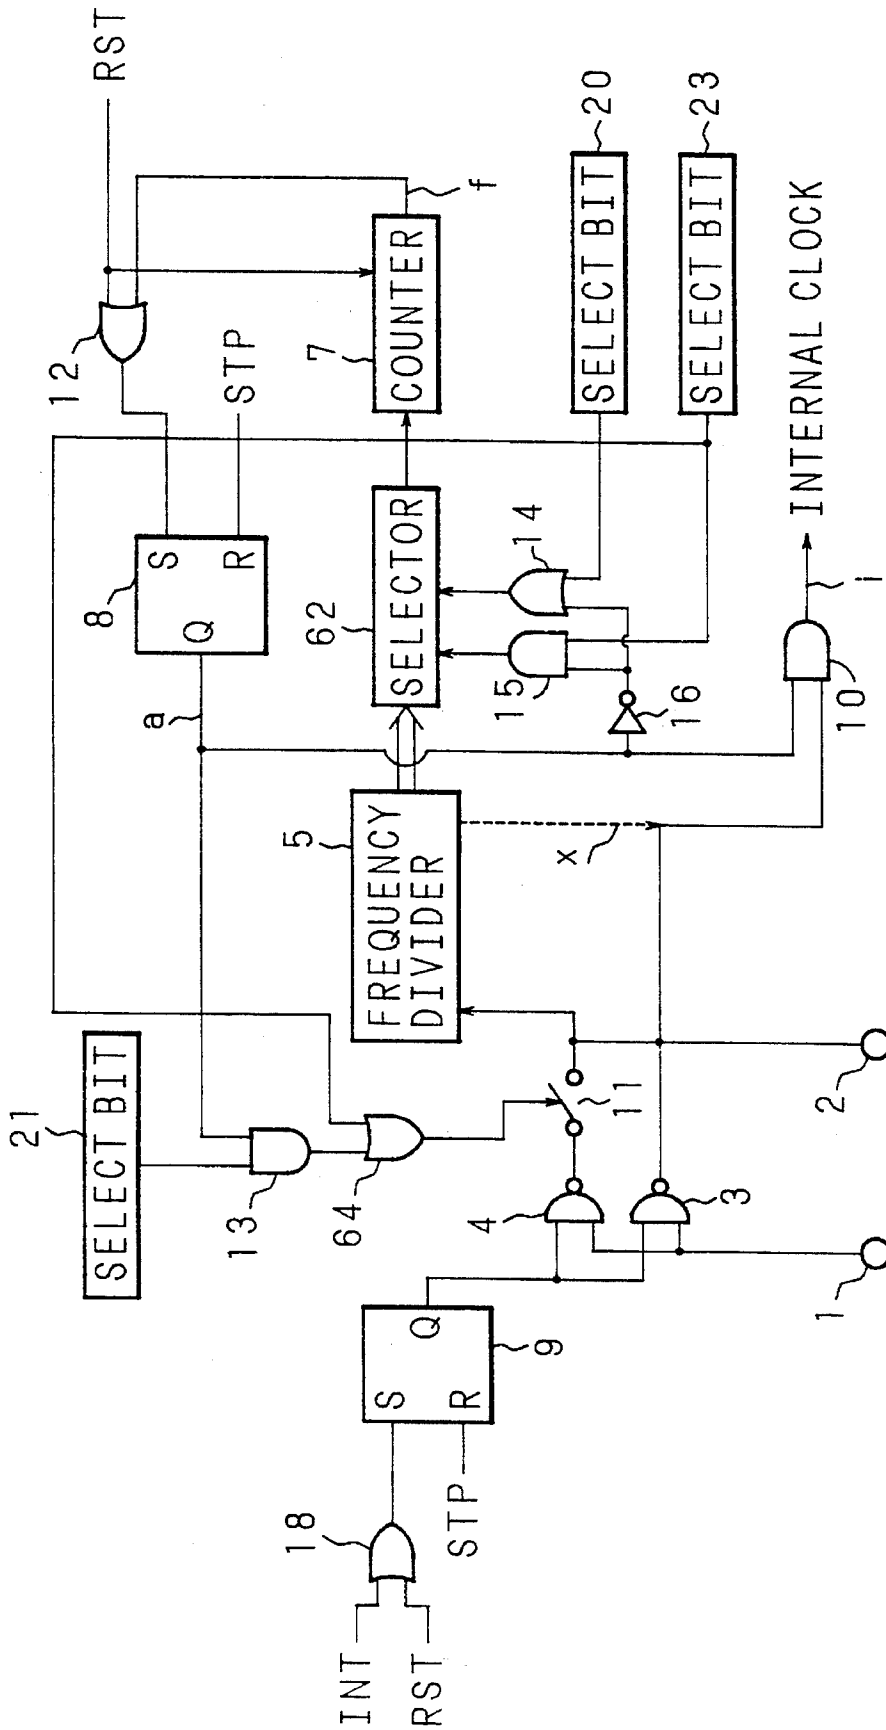 21
SELECT BIT
13
64
18
INT
RST
STP
S
R
Q
9
4
3
11
1
2
5
FREQUENCY
DIVIDER
x
a
8
Q
S
R
STP
12
RST
62
SELECTOR
7
COUNTER
f
15
14
16
SELECT BIT
20
SELECT BIT
23
10
i
INTERNAL CLOCK